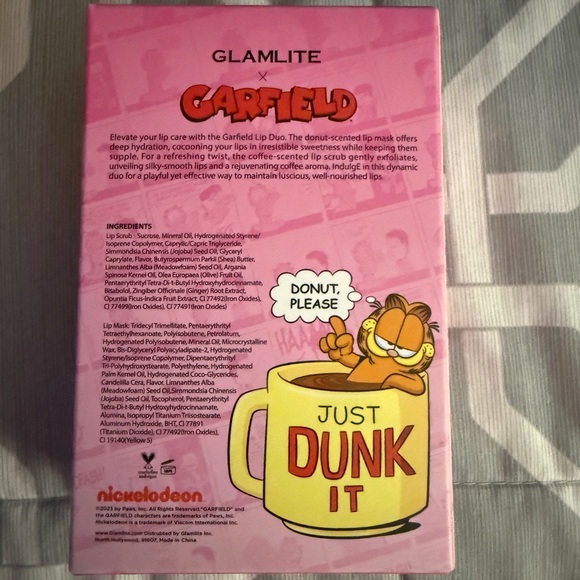 GLAMLITE
X
GARFIELD
Elevate your lip care with the Garfield Lip Duo. The donut-scented lip mask offers
deep hydration, cocooning your lips in irresistible sweetness while keeping them
supple. For a refreshing twist, the coffee-scented lip scrub gently exfoliates,
unveiling silky-smooth lips and a rejuvenating coffee aroma. IndulgE in this dynamic
duo for a playful yet effective way to maintain luscious, well-nourished lips.
INGREDIENTS
Lip Scrub : Sucrose, Mineral Oil, Hydrogenated Styrene/
Isoprene Copolymer, Caprylic/Capric Triglyceride,
Simmondsia Chinensis (Jojoba) Seed Oil, Glyceryl
Caprylate, Flavor, Butyrospermum Parkii (Shea) Butter,
Limnanthes Alba (Meadowfoam) Seed Oil, Argania
Spinosa Kernel Oil, Olea Europaea (Olive) Fruit Oil,
Pentaerythrityl Tetra-Di-t-Butyl Hydroxyhydrocinnamate,
Bisabolol, Zingiber Officinale (Ginger) Root Extract,
Opuntia Ficus-Indica Fruit Extract, CI 77492(Iron Oxides),
CI 77499(Iron Oxides), CI 77491(Iron Oxides)
Lip Mask: Tridecyl Trimellitate, Pentaerythrityl
Tetraethylhexanoate, Polyisobutene, Petrolatum,
Hydrogenated Polyisobutene, Mineral Oil, Microcrystalline
Wax, Bis-Diglyceryl Polyacyladipate-2, Hydrogenated
Styrene/Isoprene Copolymer, Dipentaerythrityl
Tri-Polyhydroxystearate, Polyethylene, Hydrogenated
Palm Kernel Oil, Hydrogenated Coco-Glycerides,
Candelilla Cera, Flavor, Limnanthes Alba
(Meadowfoam) Seed Oil,Simmondsia Chinensis
(Jojoba) Seed Oil, Tocopherol, Pentaerythrityl
Tetra-Di-t-Butyl Hydroxyhydrocinnamate,
Alumina, Isopropyl Titanium Triisostearate,
Aluminum Hydroxide, BHT, CI 77891
(Titanium Dioxide), CI 77492(Iron Oxides),
CI 19140(Yellow 5)
DONUT,
PLEASE
JUST
DUNK
IT
18M
nickelodeon
©2023 by Paws, Inc. All Rights Reserved."GARFIELD" and
the GARFIELD characters are trademarks of Paws, Inc.
Nickelodeon is a trademark of Viacom International Inc.
www.Glamlite.com Distributed by Glamlite Inc.
North Hollywood, 91607, Made in China